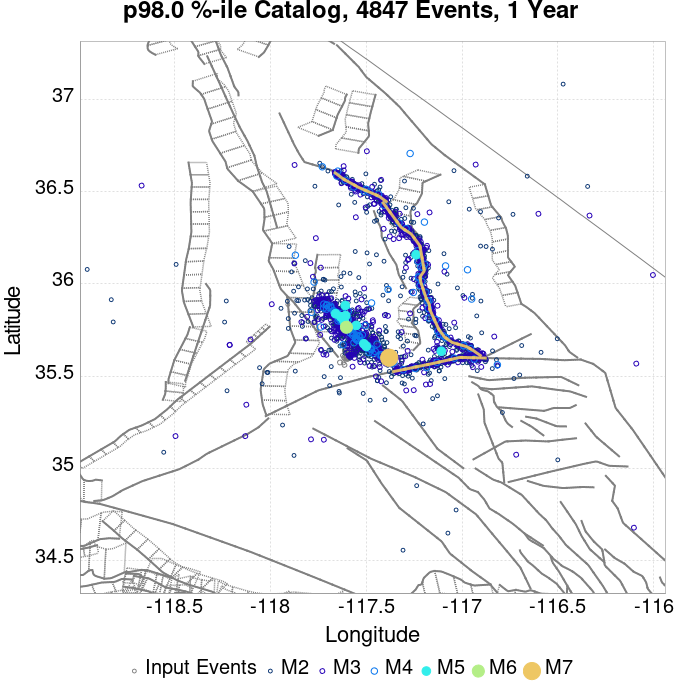 p98.0 %-ile Catalog, 4847 Events, 1 Year
37
36.5
36
35.5
35
34.5
Latitude
-118.5 -118 -117.5 -117 -116.5 -116
Longitude
Input Events M2 M3 M4 M5 M6 M7